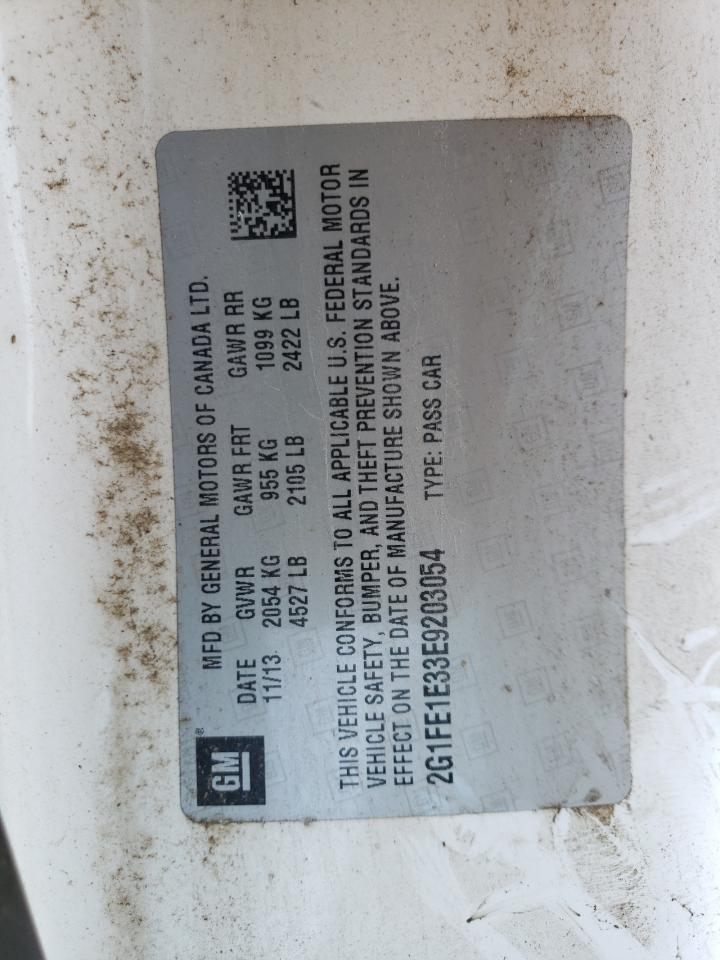 GM®
MFD BY GENERAL MOTORS OF CANADA LTD.
DATE GVWR GAWR FRT GAWR RR
11/13 2054 KG 955 KG 1099 KG
4527 LB 2105 LB 2422 LB
THIS VEHICLE CONFORMS TO ALL APPLICABLE U.S. FEDERAL MOTOR
VEHICLE SAFETY, BUMPER, AND THEFT PREVENTION STANDARDS IN
EFFECT ON THE DATE OF MANUFACTURE SHOWN ABOVE.
2G1FE1E33E9203054 TYPE: PASS CAR